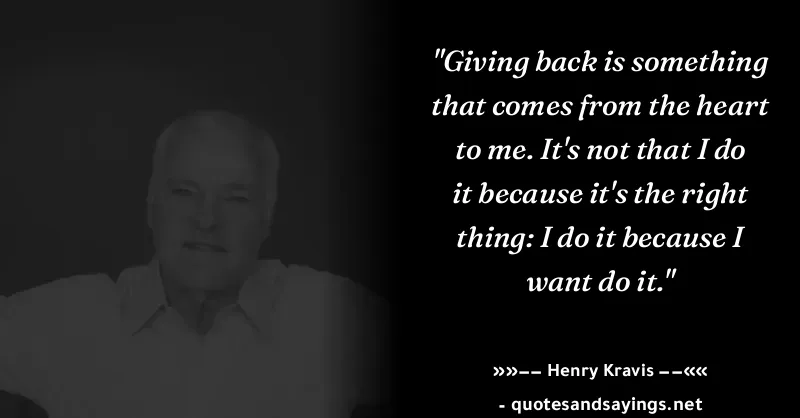 "Giving back is something
that comes from the heart
to me. It's not that I do
it because it's the right
thing: I do it because I
want do it."
»»–– Henry Kravis ––««
- quotesandsayings.net